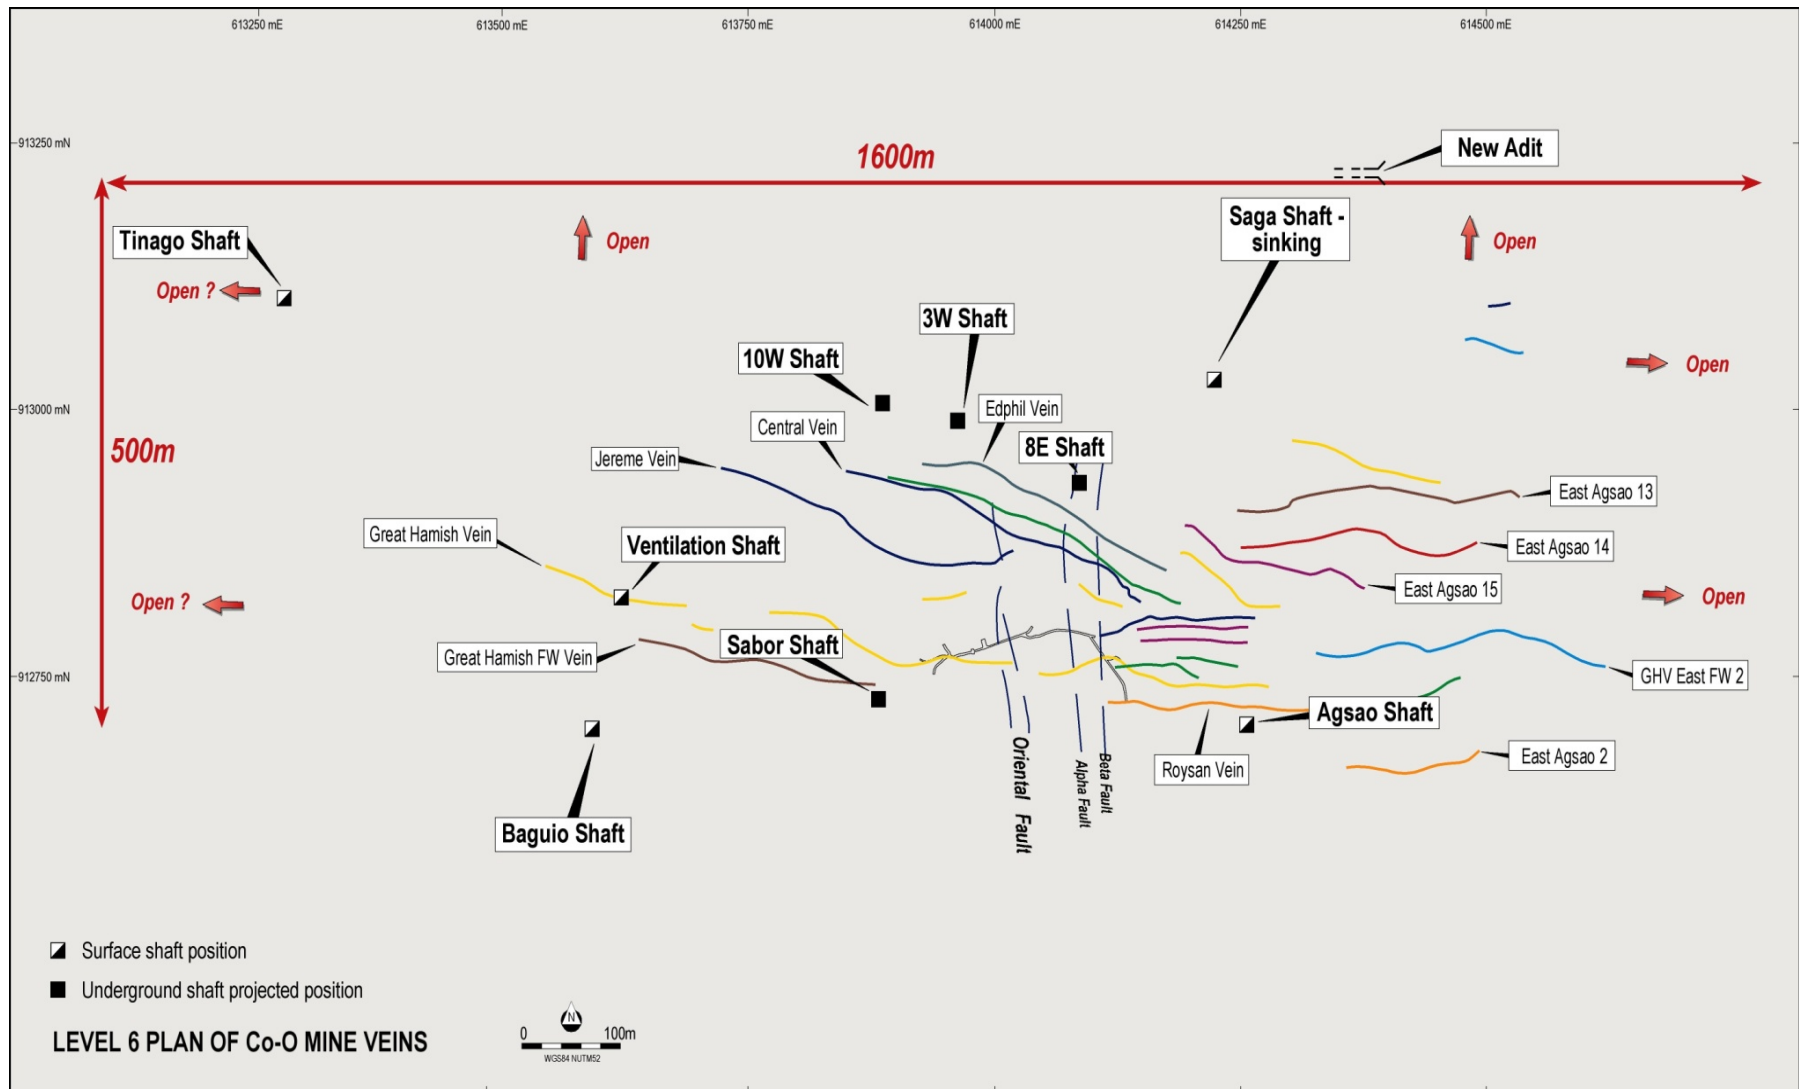 613250 mE
613500 mE
613750 mE
614000 mE
614250 mE
614500 mE
913250 mN
1600m
New Adit
Tinago Shaft
Open
Saga Shaft -
sinking
Open
Open ?
3W Shaft
10W Shaft
Open
913000 mN
Edphil Vein
Central Vein
500m
8E Shaft
Jereme Vein
East Agsao 13
Great Hamish Vein
Ventilation Shaft
East Agsao 14
East Agsao 15
Open ?
Open
Sabor Shaft
Great Hamish FW Vein
912750 mN
GHV East FW 2
Agsao Shaft
Oriental Fault
Alpha Fault
Beta Fault
Roysan Vein
East Agsao 2
Baguio Shaft
Surface shaft position
Underground shaft projected position
LEVEL 6 PLAN OF Co-O MINE VEINS
N
0 100m
WGS84 NUTM52